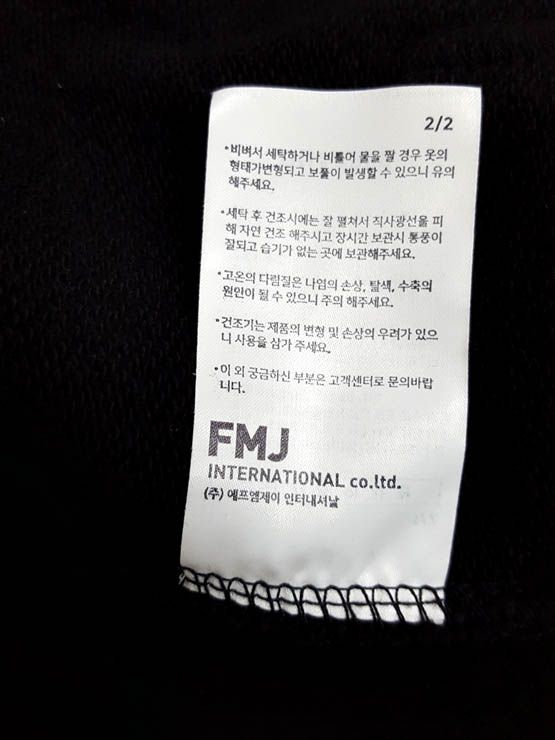 2/2
•비벼서 세탁하거나 비틀어 물을 짤 경우 옷의
형태가변형되고 보풀이 발생할 수 있으니 유의
해주세요.
•세탁 후 건조시에는 잘 펼쳐서 직사광선을 피
해 자연 건조 해주시고 장시간 보관시 통풍이
잘되고 습기가 없는 곳에 보관해주세요.
•고온의 다림질은 나염의 손상, 탈색, 수축의
원인이 될 수 있으니 주의 해주세요.
•건조기는 제품의 변형 및 손상의 우려가 있으
니 사용을 삼가 주세요.
•이 외 궁금하신 부분은 고객센터로 문의바랍
니다.
FMJ
INTERNATIONAL co.ltd.
(주) 에프엠제이 인터내셔날